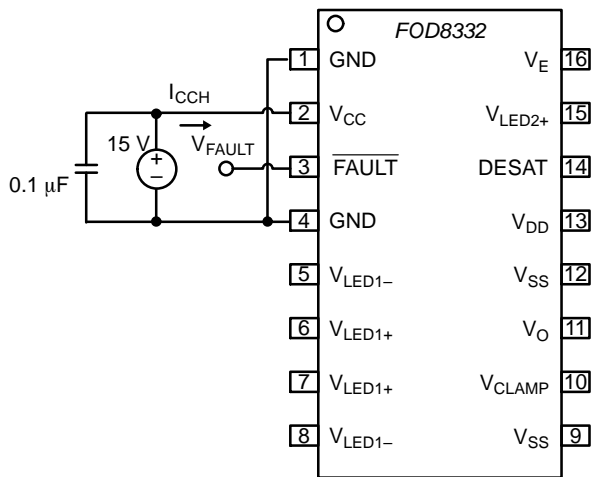 FOD8332
1 GND
2 VCC
3 FAULT
4 GND
5 VLED1–
6 VLED1+
7 VLED1+
8 VLED1–
VE 16
VLED2+ 15
DESAT 14
VDD 13
VSS 12
VO 11
VCLAMP 10
VSS 9
ICCH
15 V
+
–
VFAULT
0.1 μF